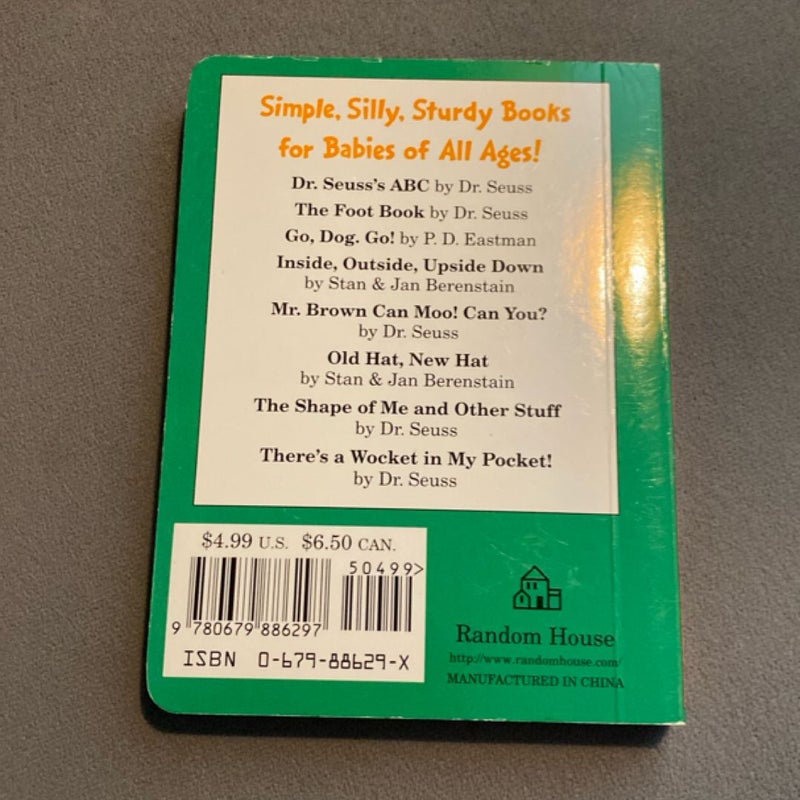 Simple, Silly, Sturdy Books
for Babies of All Ages!
Dr. Seuss's ABC by Dr. Seuss
The Foot Book by Dr. Seuss
Go, Dog. Go! by P. D. Eastman
Inside, Outside, Upside Down
by Stan & Jan Berenstain
Mr. Brown Can Moo! Can You?
by Dr. Seuss
Old Hat, New Hat
by Stan & Jan Berenstain
The Shape of Me and Other Stuff
by Dr. Seuss
There's a Wocket in My Pocket!
by Dr. Seuss
$4.99 U.S. $6.50 CAN.
50499>
9 780679 886297
ISBN 0-679-88629-X
Random House
http://www.randomhouse.com/
MANUFACTURED IN CHINA